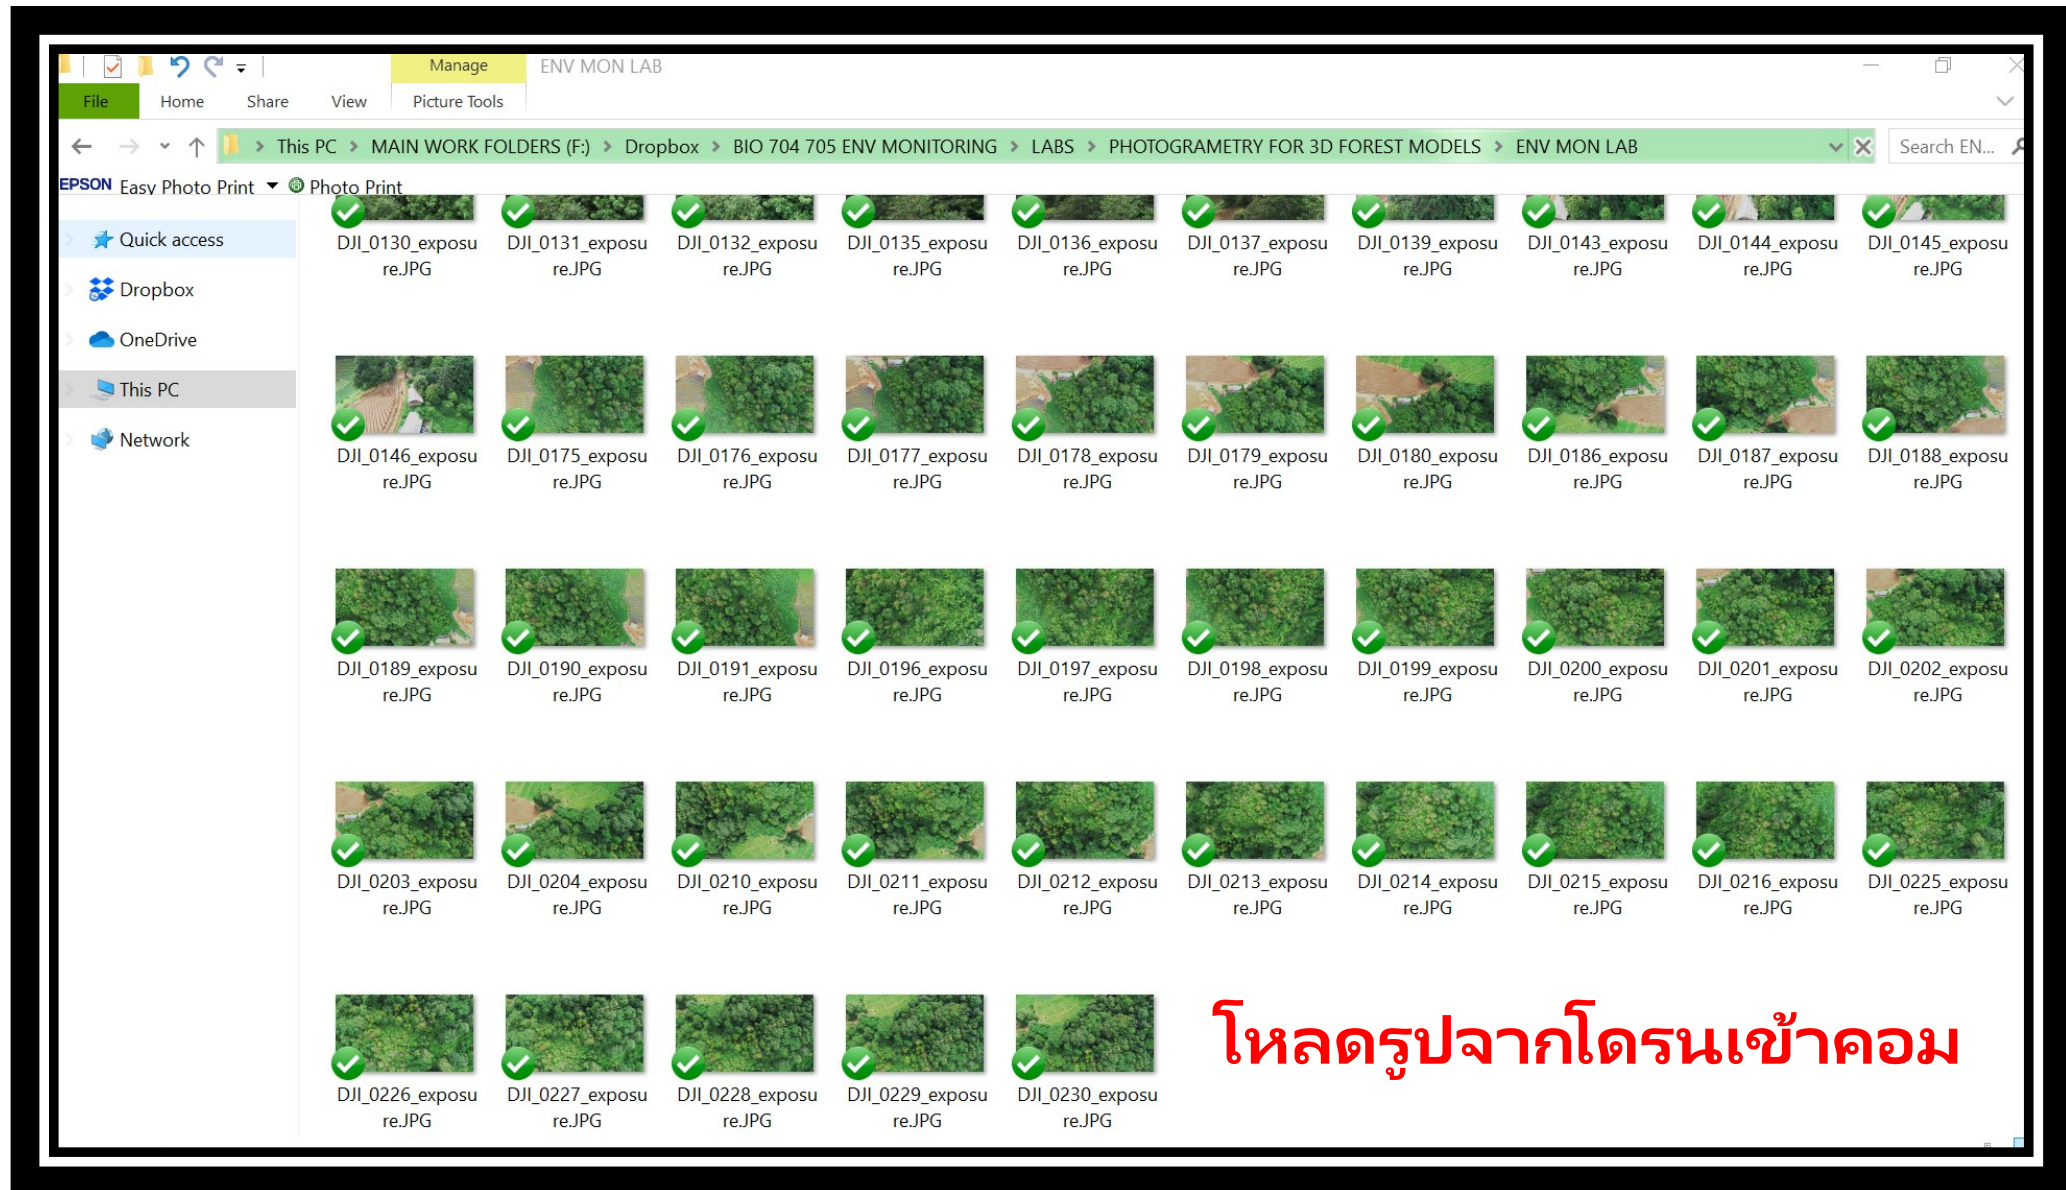 Manage ENV MON LAB
File Home Share View Picture Tools
This PC > MAIN WORK FOLDERS (F:) > Dropbox > BIO 704 705 ENV MONITORING > LABS > PHOTOGRAMETRY FOR 3D FOREST MODELS > ENV MON LAB Search EN...
EPSON Easy Photo Print Photo Print
Quick access
Dropbox
OneDrive
This PC
Network
DJI_0130_exposu DJI_0131_exposu DJI_0132_exposu DJI_0135_exposu DJI_0136_exposu DJI_0137_exposu DJI_0139_exposu DJI_0143_exposu DJI_0144_exposu DJI_0145_exposu
re.JPG re.JPG re.JPG re.JPG re.JPG re.JPG re.JPG re.JPG re.JPG re.JPG
DJI_0146_exposu DJI_0175_exposu DJI_0176_exposu DJI_0177_exposu DJI_0178_exposu DJI_0179_exposu DJI_0180_exposu DJI_0186_exposu DJI_0187_exposu DJI_0188_exposu
re.JPG re.JPG re.JPG re.JPG re.JPG re.JPG re.JPG re.JPG re.JPG re.JPG
DJI_0189_exposu DJI_0190_exposu DJI_0191_exposu DJI_0196_exposu DJI_0197_exposu DJI_0198_exposu DJI_0199_exposu DJI_0200_exposu DJI_0201_exposu DJI_0202_exposu
re.JPG re.JPG re.JPG re.JPG re.JPG re.JPG re.JPG re.JPG re.JPG re.JPG
DJI_0203_exposu DJI_0204_exposu DJI_0210_exposu DJI_0211_exposu DJI_0212_exposu DJI_0213_exposu DJI_0214_exposu DJI_0215_exposu DJI_0216_exposu DJI_0225_exposu
re.JPG re.JPG re.JPG re.JPG re.JPG re.JPG re.JPG re.JPG re.JPG re.JPG
DJI_0226_exposu DJI_0227_exposu DJI_0228_exposu DJI_0229_exposu DJI_0230_exposu
re.JPG re.JPG re.JPG re.JPG re.JPG
โหลดรูปจากโดรนเข้าคอม